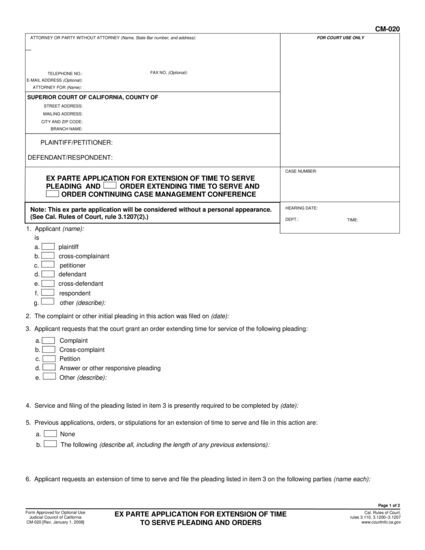 CM-020
ATTORNEY OR PARTY WITHOUT ATTORNEY (Name, State Bar number, and address):
FOR COURT USE ONLY
TELEPHONE NO.:
FAX NO. (Optional):
E-MAIL ADDRESS (Optional):
ATTORNEY FOR (Name):
SUPERIOR COURT OF CALIFORNIA, COUNTY OF
STREET ADDRESS:
MAILING ADDRESS:
CITY AND ZIP CODE:
BRANCH NAME:
PLAINTIFF/PETITIONER:
DEFENDANT/RESPONDENT:
EX PARTE APPLICATION FOR EXTENSION OF TIME TO SERVE
PLEADING AND ORDER EXTENDING TIME TO SERVE AND
ORDER CONTINUING CASE MANAGEMENT CONFERENCE
CASE NUMBER:
Note: This ex parte application will be considered without a personal appearance.
(See Cal. Rules of Court, rule 3.1207(2).)
HEARING DATE:
DEPT.: TIME:
1. Applicant (name):
is
a. plaintiff
b. cross-complainant
c. petitioner
d. defendant
e. cross-defendant
f. respondent
g. other (describe):
2. The complaint or other initial pleading in this action was filed on (date):
3. Applicant requests that the court grant an order extending time for service of the following pleading:
a. Complaint
b. Cross-complaint
c. Petition
d. Answer or other responsive pleading
e. Other (describe):
4. Service and filing of the pleading listed in item 3 is presently required to be completed by (date):
5. Previous applications, orders, or stipulations for an extension of time to serve and file in this action are:
a. None
b. The following (describe all, including the length of any previous extensions):
6. Applicant requests an extension of time to serve and file the pleading listed in item 3 on the following parties (name each):
Page 1 of 2
Form Approved for Optional Use
Judicial Council of California
CM-020 [Rev. January 1, 2008]
EX PARTE APPLICATION FOR EXTENSION OF TIME
TO SERVE PLEADING AND ORDERS
Cal. Rules of Court,
rules 3.110, 3.1200–3.1207
www.courtinfo.ca.gov